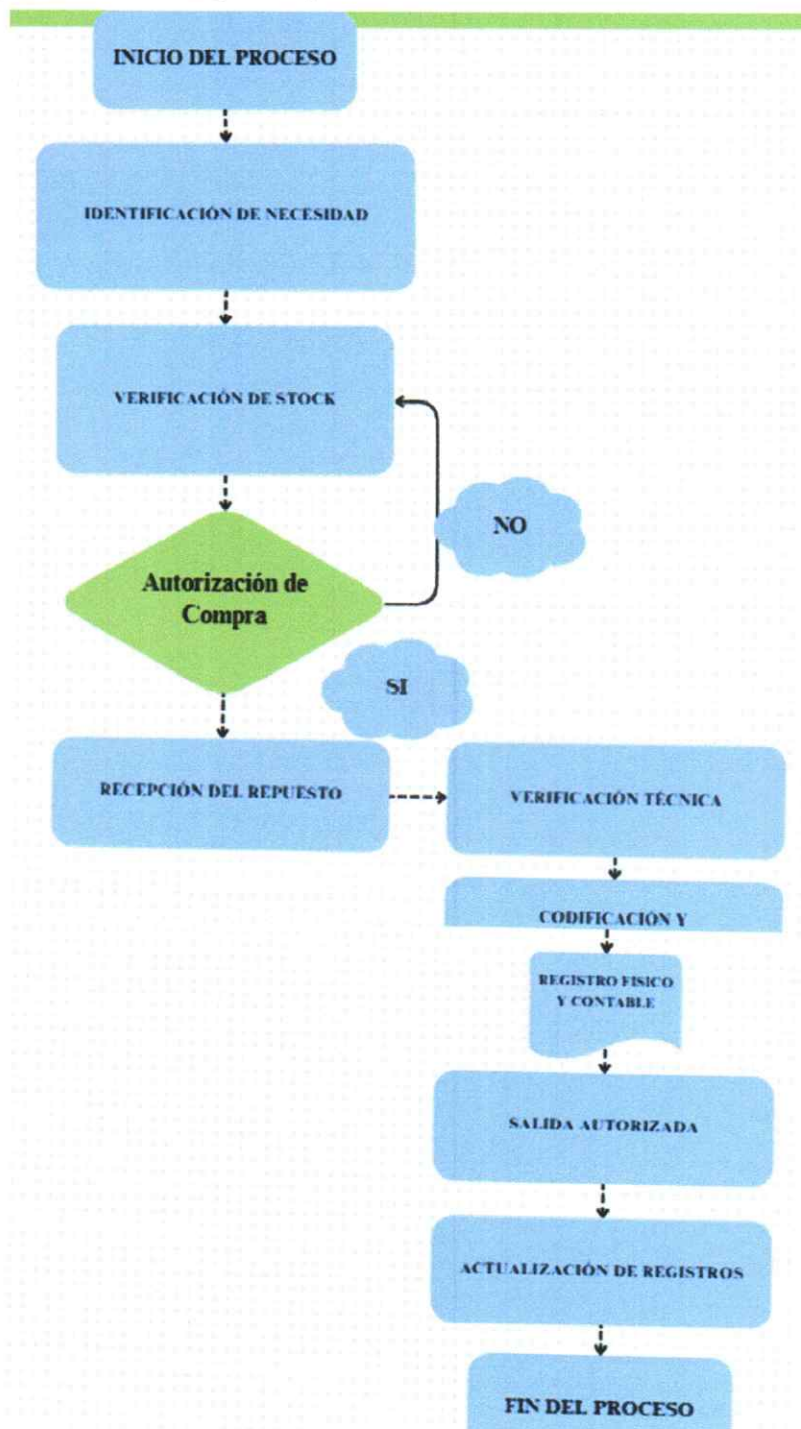 INICIO DEL PROCESO
IDENTIFICACIÓN DE NECESIDAD
VERIFICACIÓN DE STOCK
NO
Autorización de
Compra
SI
RECEPCIÓN DEL REPUESTO
VERIFICACIÓN TÉCNICA
CODIFICACIÓN Y
REGISTRO FISICO
Y CONTABLE
SALIDA AUTORIZADA
ACTUALIZACIÓN DE REGISTROS
FIN DEL PROCESO